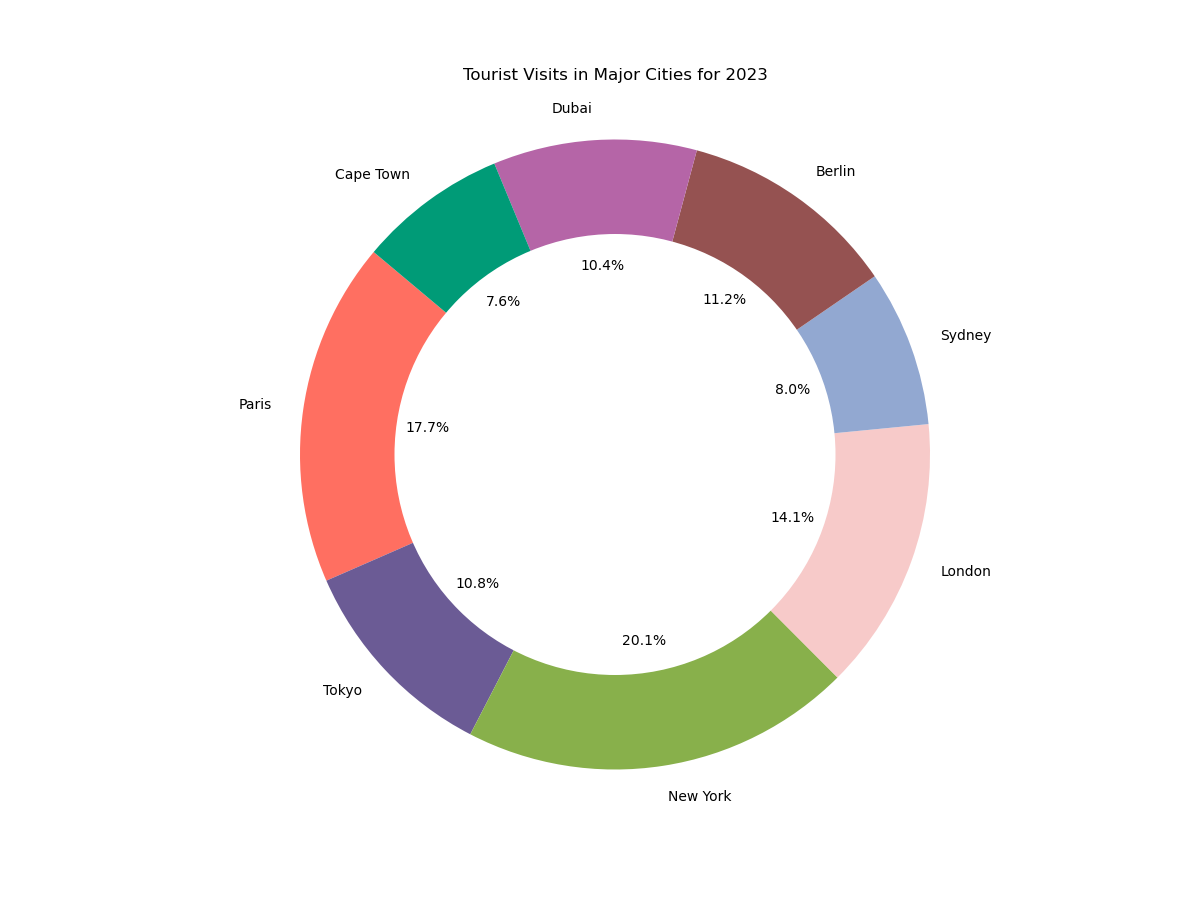 Tourist Visits in Major Cities for 2023
Dubai
Berlin
Cape Town
10.4%
11.2%
7.6%
Sydney
8.0%
Paris
17.7%
14.1%
London
10.8%
20.1%
Tokyo
New York